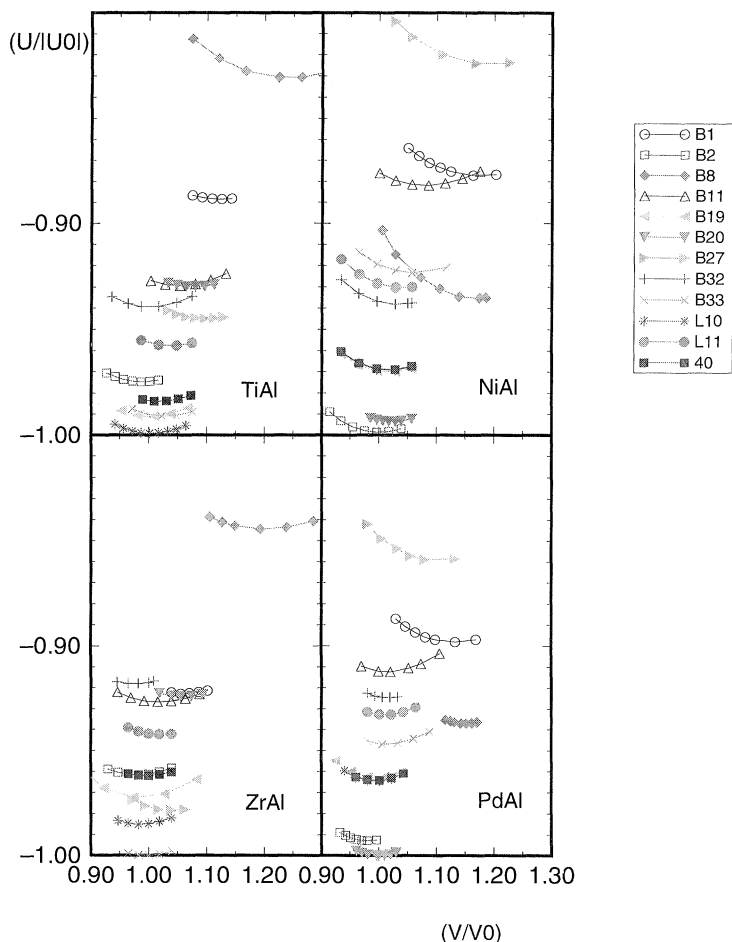 (U/|U0|)
−0.90
−1.00
−0.90
−1.00
TiAl
NiAl
ZrAl
PdAl
0.90 1.00 1.10 1.20 0.90 1.00 1.10 1.20 1.30
(V/V0)
B1
B2
B8
B11
B19
B20
B27
B32
B33
L10
L11
40